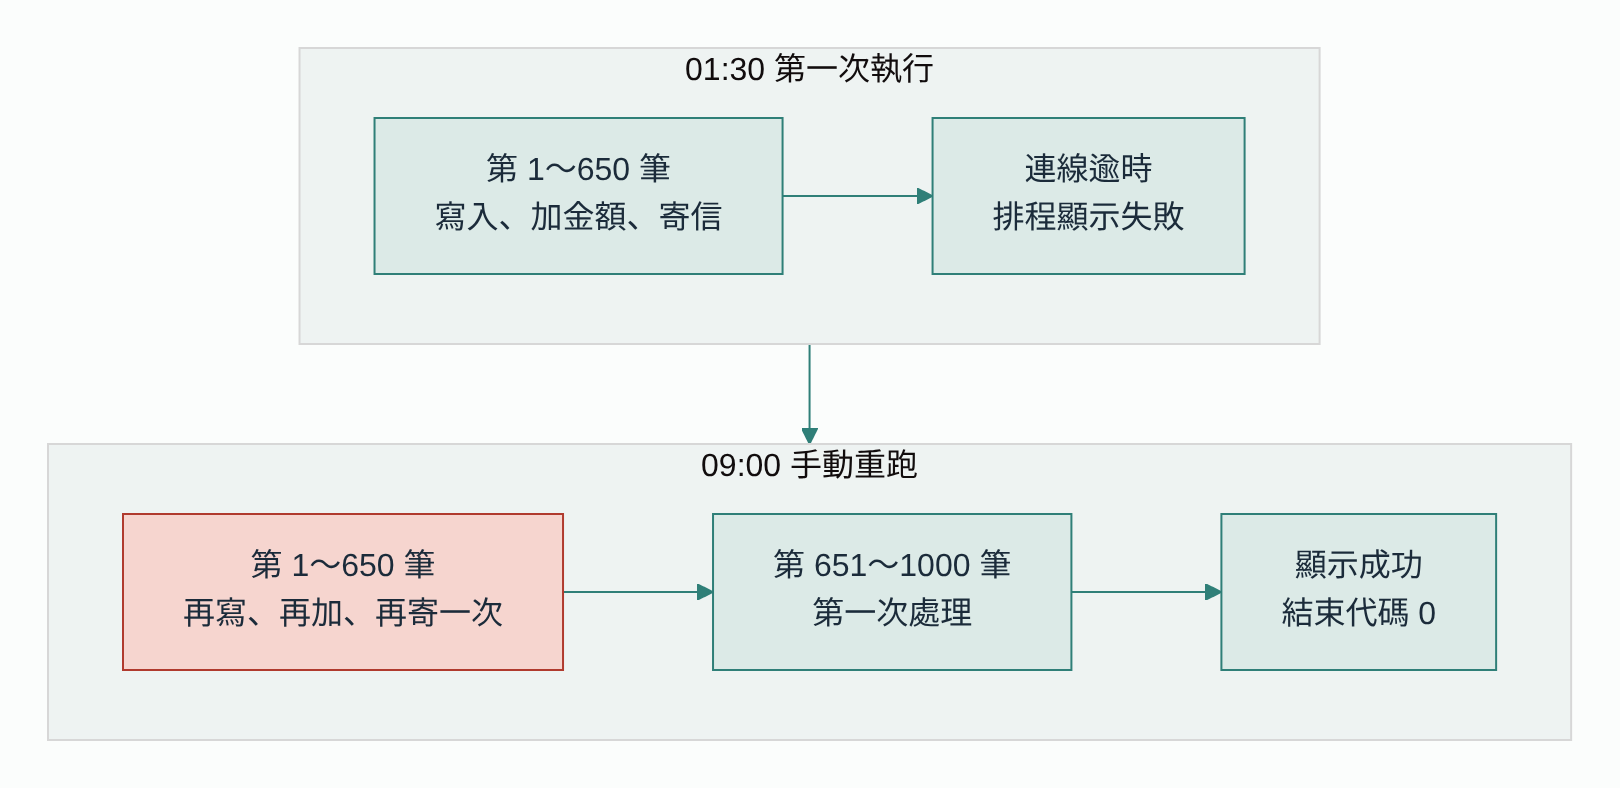 01:30 第一次執行
第 1～650 筆
寫入、加金額、寄信
連線逾時
排程顯示失敗
09:00 手動重跑
第 1～650 筆
再寫、再加、再寄一次
第 651～1000 筆
第一次處理
顯示成功
結束代碼 0